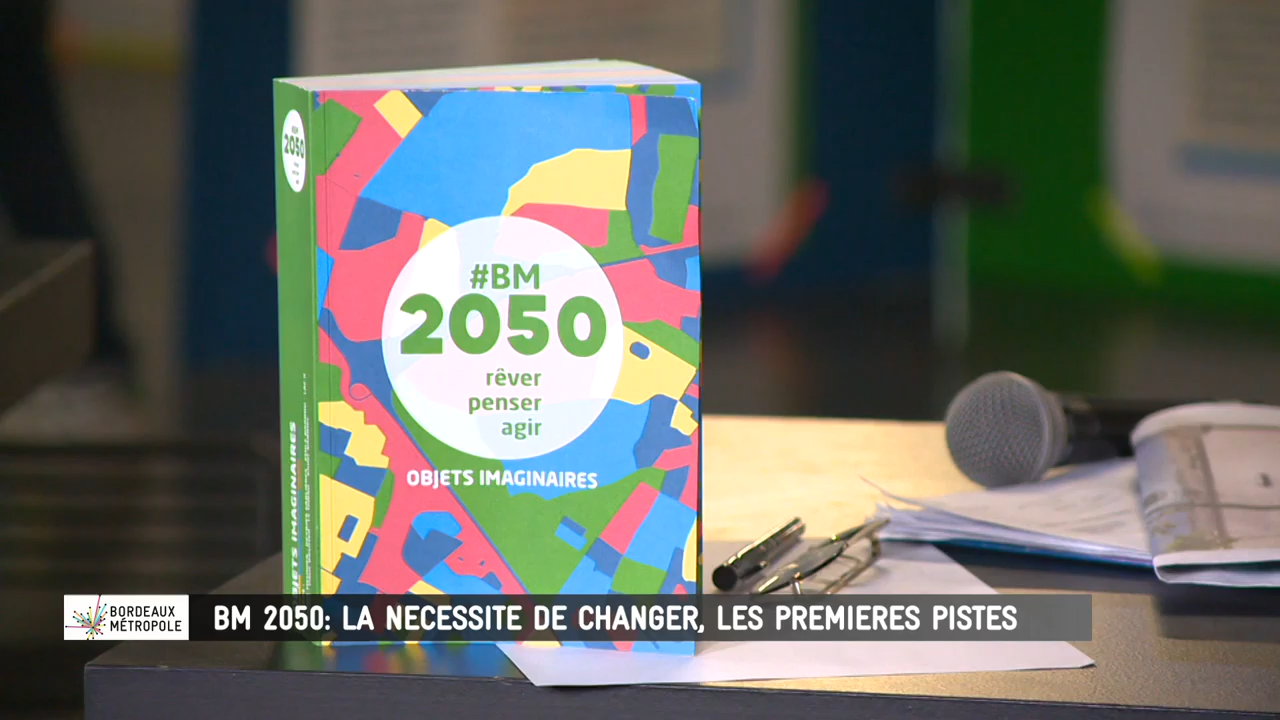 #BM
2050
#BM
2050
rêver
penser
agir
OBJETS IMAGINAIRES
OBJETS IMAGINAIRES
BORDEAUX
MÉTROPOLE
BM 2050: LA NECESSITE DE CHANGER, LES PREMIERES PISTES